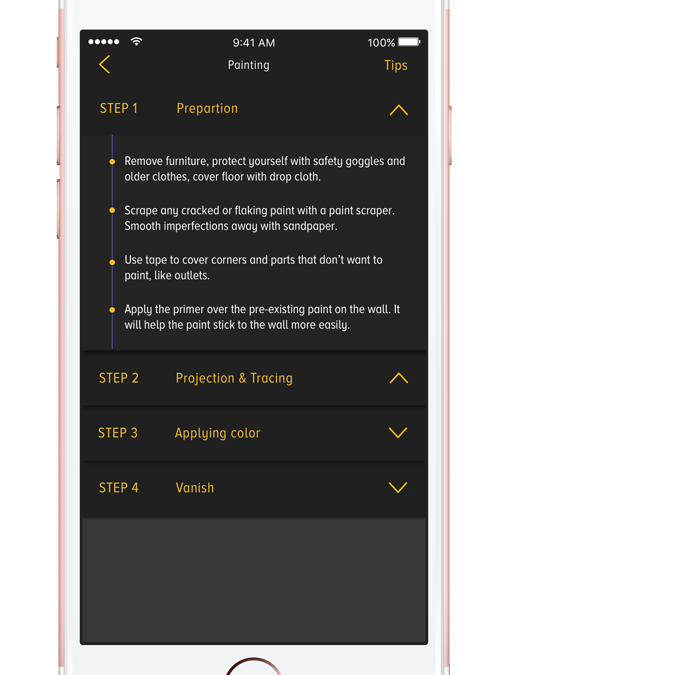 9:41 AM 100%
Painting Tips
STEP 1 Prepartion
Remove furniture, protect yourself with safety goggles and
older clothes, cover floor with drop cloth.
Scrape any cracked or flaking paint with a paint scraper.
Smooth imperfections away with sandpaper.
Use tape to cover corners and parts that don't want to
paint, like outlets.
Apply the primer over the pre-existing paint on the wall. It
will help the paint stick to the wall more easily.
STEP 2 Projection & Tracing
STEP 3 Applying color
STEP 4 Vanish